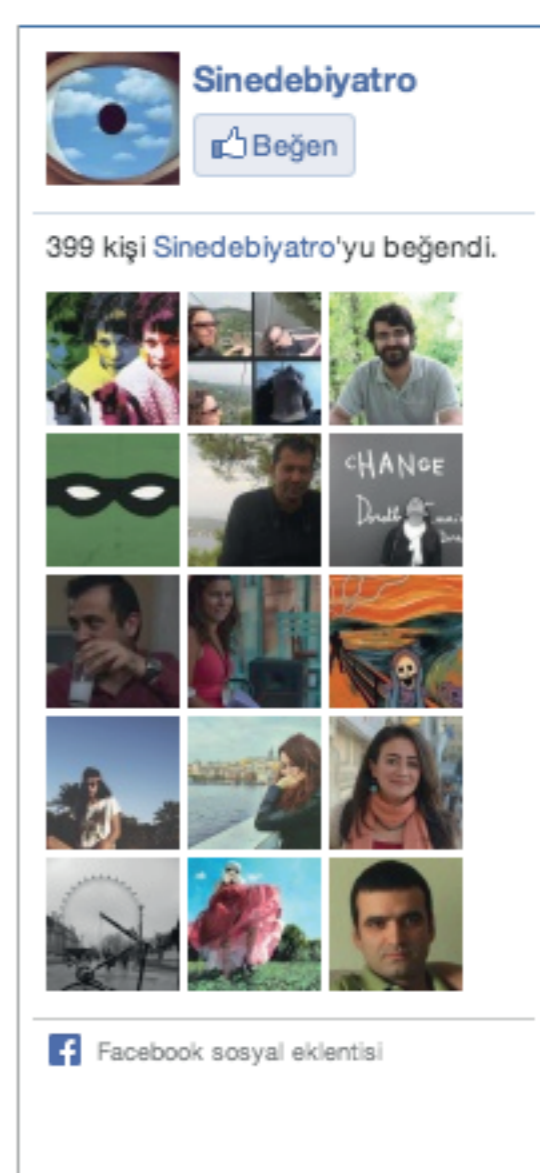 Sinedebiyatro
Beğen
399 kişi Sinedebiyatro'yu beğendi.
CHANGE
Facebook sosyal eklentisi